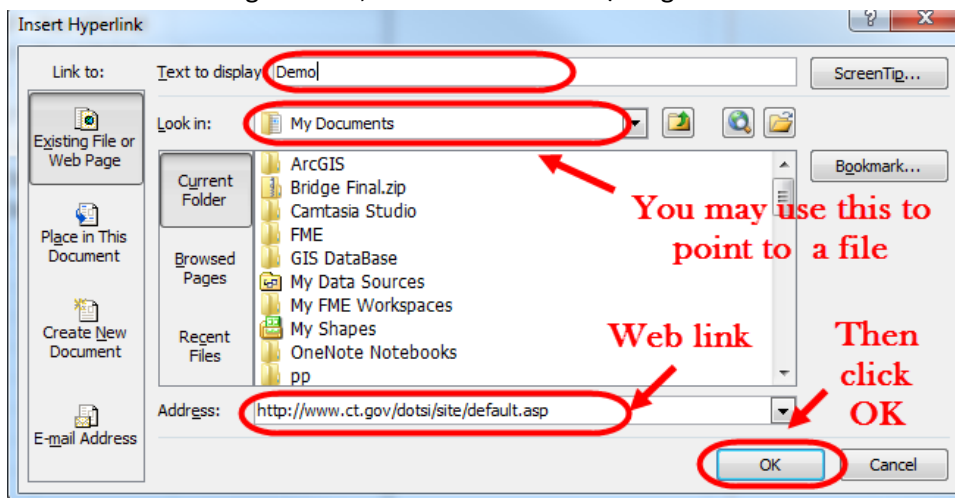 Insert Hyperlink
Link to:
Text to display: Demo
ScreenTip...
Existing File or
Web Page
Look in:
My Documents
Bookmark...
Current
Folder
ArcGIS
Bridge Final.zip
Camtasia Studio
FME
GIS DataBase
My Data Sources
My FME Workspaces
My Shapes
OneNote Notebooks
pp
Place in This
Document
Browsed
Pages
Create New
Document
Recent
Files
You may use this to
point to a file
Web link
Then
click
OK
E-mail Address
Address:
http://www.ct.gov/dotsi/site/default.asp
OK
Cancel